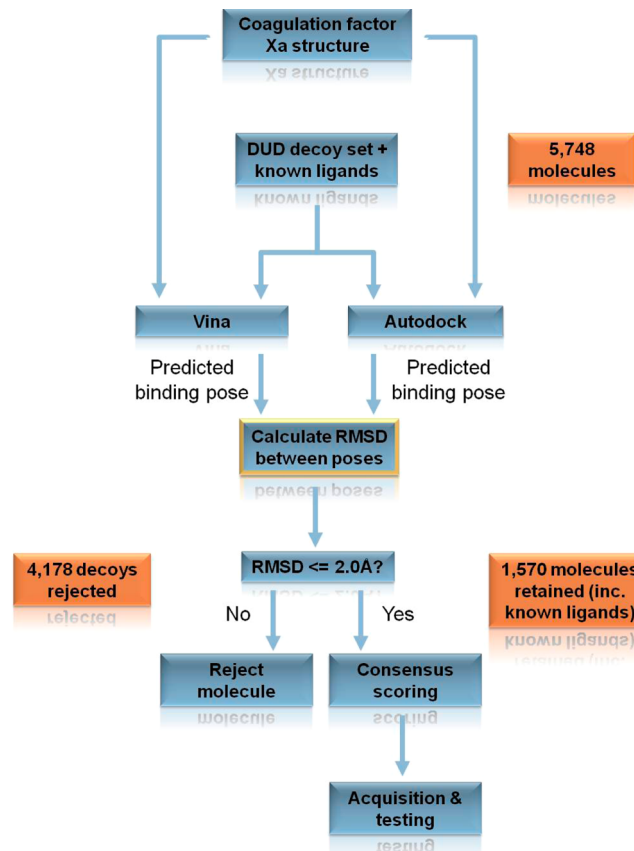 Coagulation factor
Xa structure
DUD decoy set +
known ligands
5,748
molecules
Vina
Autodock
Predicted
binding pose
Predicted
binding pose
Calculate RMSD
between poses
4,178 decoys
rejected
RMSD <= 2.0Å?
1,570 molecules
retained (inc.
known ligands)
No
Yes
Reject
molecule
Consensus
scoring
Acquisition &
testing